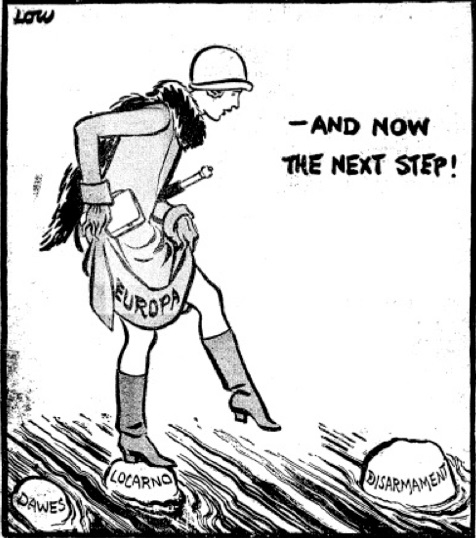 LOW
—AND NOW
THE NEXT STEP!
EUROPA
LOCARNO
DISARMAMENT
DAWES